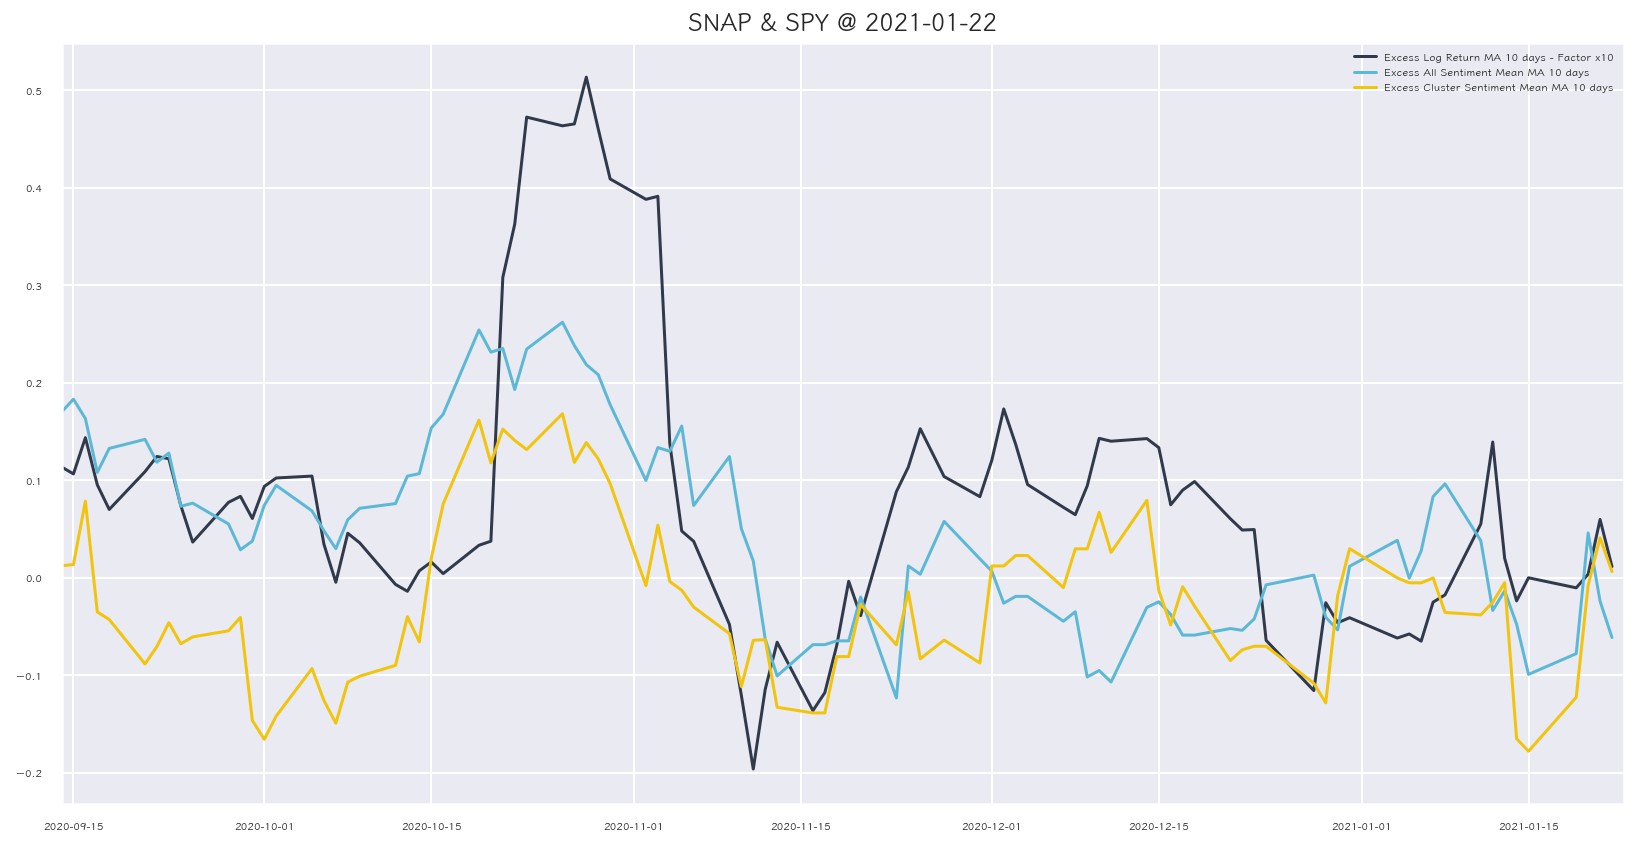 SNAP & SPY @ 2021-01-22
Excess Log Return MA 10 days - Factor x10
Excess All Sentiment Mean MA 10 days
Excess Cluster Sentiment Mean MA 10 days
0.5
0.4
0.3
0.2
0.1
0.0
−0.1
−0.2
2020-09-15 2020-10-01 2020-10-15 2020-11-01 2020-11-15 2020-12-01 2020-12-15 2021-01-01 2021-01-15